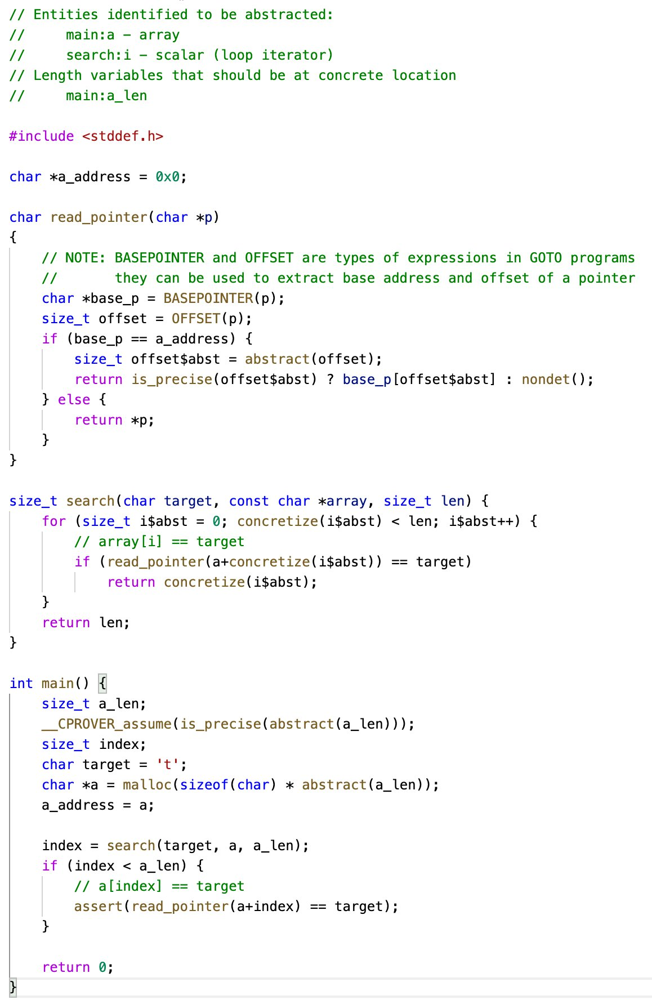 // Entities identified to be abstracted:
//     main:a – array
//     search:i – scalar (loop iterator)
// Length variables that should be at concrete location
//     main:a_len
#include <stddef.h>
char *a_address = 0x0;
char read_pointer(char *p)
{
    // NOTE: BASEPOINTER and OFFSET are types of expressions in GOTO programs
    //       they can be used to extract base address and offset of a pointer
    char *base_p = BASEPOINTER(p);
    size_t offset = OFFSET(p);
    if (base_p == a_address) {
        size_t offset$abst = abstract(offset);
        return is_precise(offset$abst) ? base_p[offset$abst] : nondet();
    } else {
        return *p;
    }
}
size_t search(char target, const char *array, size_t len) {
    for (size_t i$abst = 0; concretize(i$abst) < len; i$abst++) {
        // array[i] == target
        if (read_pointer(a+concretize(i$abst)) == target)
            return concretize(i$abst);
    }
    return len;
}
int main() {
    size_t a_len;
    __CPROVER_assume(is_precise(abstract(a_len)));
    size_t index;
    char target = 't';
    char *a = malloc(sizeof(char) * abstract(a_len));
    a_address = a;
    index = search(target, a, a_len);
    if (index < a_len) {
        // a[index] == target
        assert(read_pointer(a+index) == target);
    }
    return 0;
}